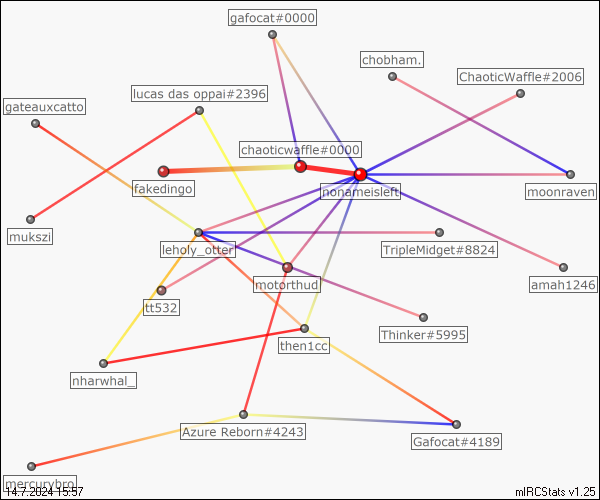 gafocat#0000
chobham.
ChaoticWaffle#2006
lucas das oppai#2396
gateauxcatto
chaoticwaffle#0000
fakedingo
nonameisleft
moonraven
mukszi
leholy_otter
TripleMidget#8824
motorthud
amah1246
tt532
Thinker#5995
then1cc
nharwhal_
Azure Reborn#4243
Gafocat#4189
mercurybro_
14.7.2024 15:57
mIRCStats v1.25